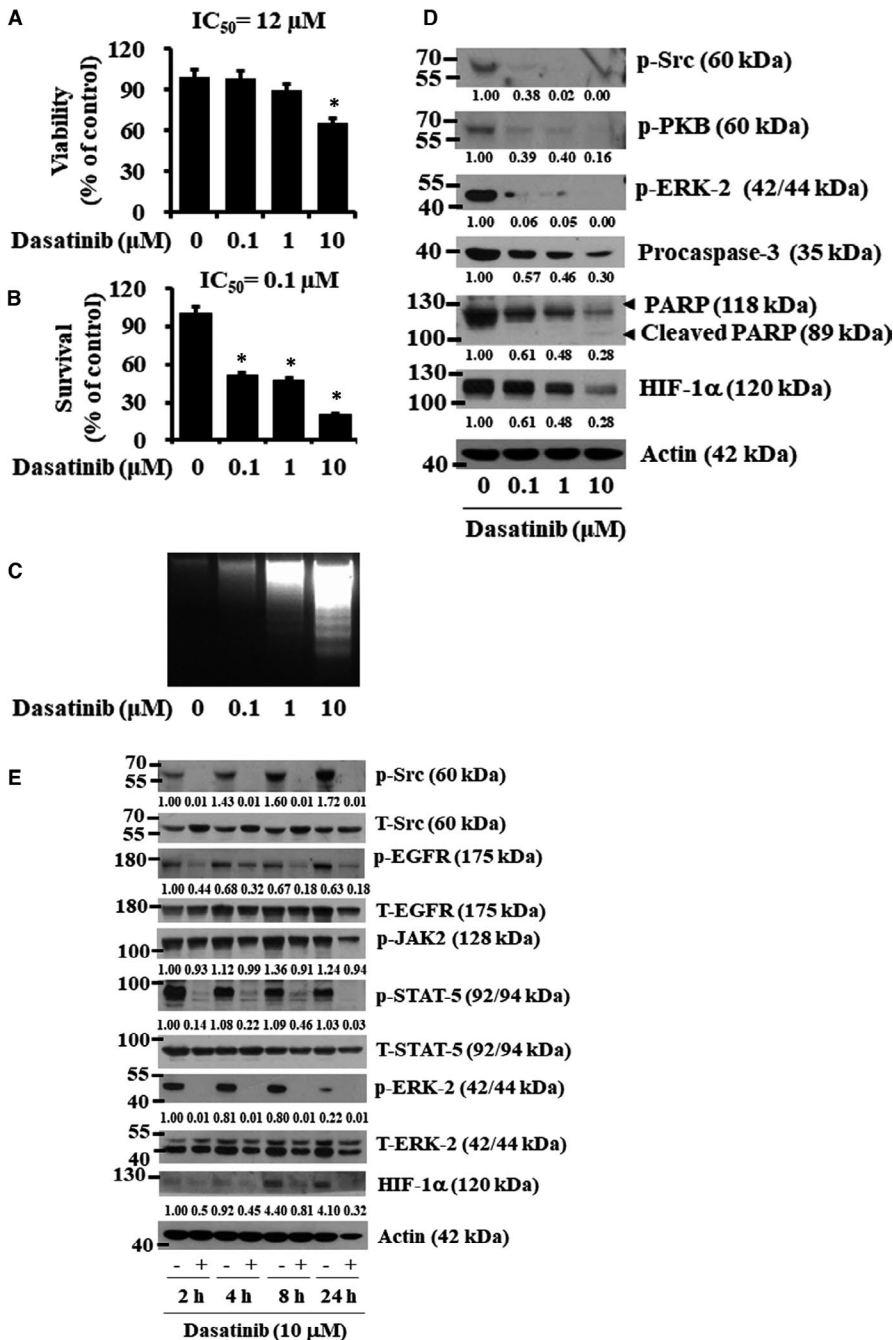 A
IC50= 12 µM
Viability
(% of control)
120
90
60
30
0
*
Dasatinib (µM) 0 0.1 1 10
B
IC50= 0.1 µM
Survival
(% of control)
120
90
60
30
0
* * *
Dasatinib (µM) 0 0.1 1 10
C
Dasatinib (µM) 0 0.1 1 10
D
70
55
p-Src (60 kDa)
1.00 0.38 0.02 0.00
70
55
p-PKB (60 kDa)
1.00 0.39 0.40 0.16
55
40
p-ERK-2 (42/44 kDa)
1.00 0.06 0.05 0.00
40
Procaspase-3 (35 kDa)
1.00 0.57 0.46 0.30
130
100
PARP (118 kDa)
Cleaved PARP (89 kDa)
1.00 0.61 0.48 0.28
130
100
HIF-1α (120 kDa)
1.00 0.61 0.48 0.28
40
Actin (42 kDa)
0 0.1 1 10
Dasatinib (µM)
E
70
55
p-Src (60 kDa)
1.00 0.01 1.43 0.01 1.60 0.01 1.72 0.01
70
55
T-Src (60 kDa)
180
p-EGFR (175 kDa)
1.00 0.44 0.68 0.32 0.67 0.18 0.63 0.18
180
T-EGFR (175 kDa)
100
p-JAK2 (128 kDa)
1.00 0.93 1.12 0.99 1.36 0.91 1.24 0.94
100
p-STAT-5 (92/94 kDa)
1.00 0.14 1.08 0.22 1.09 0.46 1.03 0.03
100
T-STAT-5 (92/94 kDa)
55
40
p-ERK-2 (42/44 kDa)
1.00 0.01 0.81 0.01 0.80 0.01 0.22 0.01
55
40
T-ERK-2 (42/44 kDa)
130
HIF-1α (120 kDa)
1.00 0.5 0.92 0.45 4.40 0.81 4.10 0.32
40
Actin (42 kDa)
- + - + - + - +
2 h 4 h 8 h 24 h
Dasatinib (10 µM)